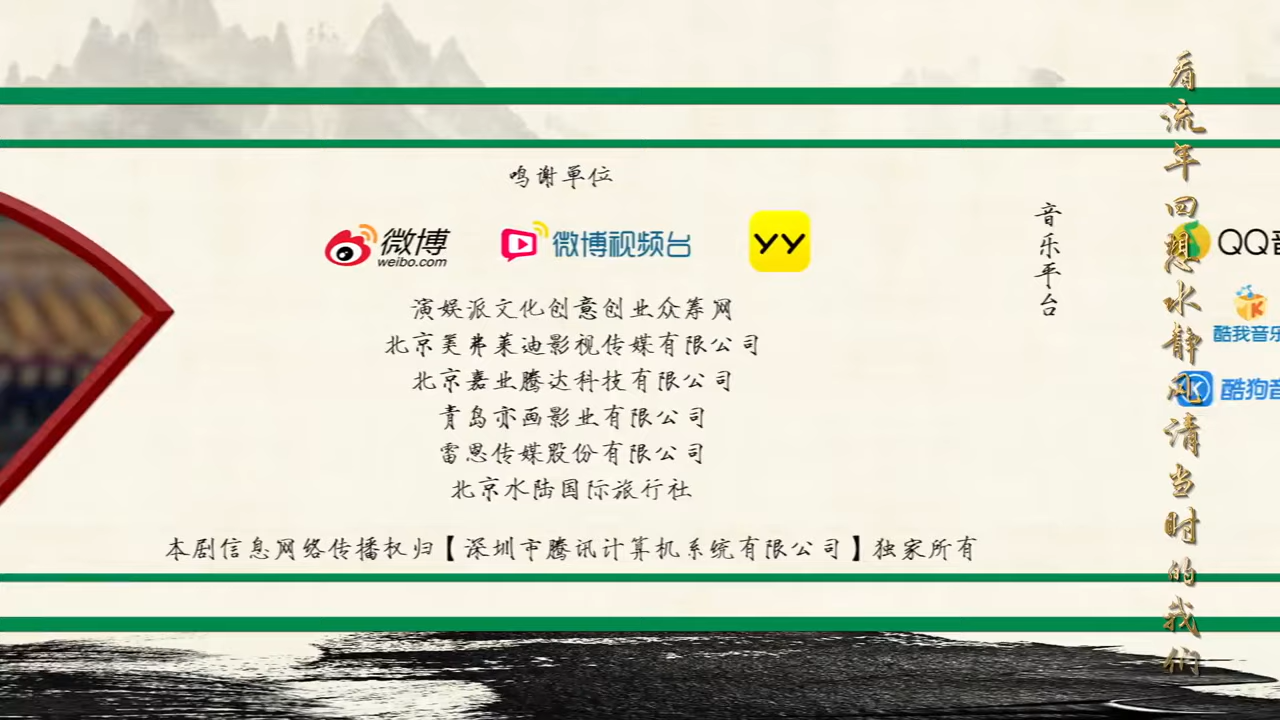 鸣谢单位
微博
weibo.com
微博视频台
YY
演娱派文化创意创业众筹网
北京美弗莱迪影视传媒有限公司
北京嘉业腾达科技有限公司
青岛亦画影业有限公司
雷恩传媒股份有限公司
北京水陆国际旅行社
本剧信息网络传播权归【深圳市腾讯计算机系统有限公司】独家所有
音乐平台
QQ音
酷我音乐
酷狗音
看流年回想水静风清当时的我们